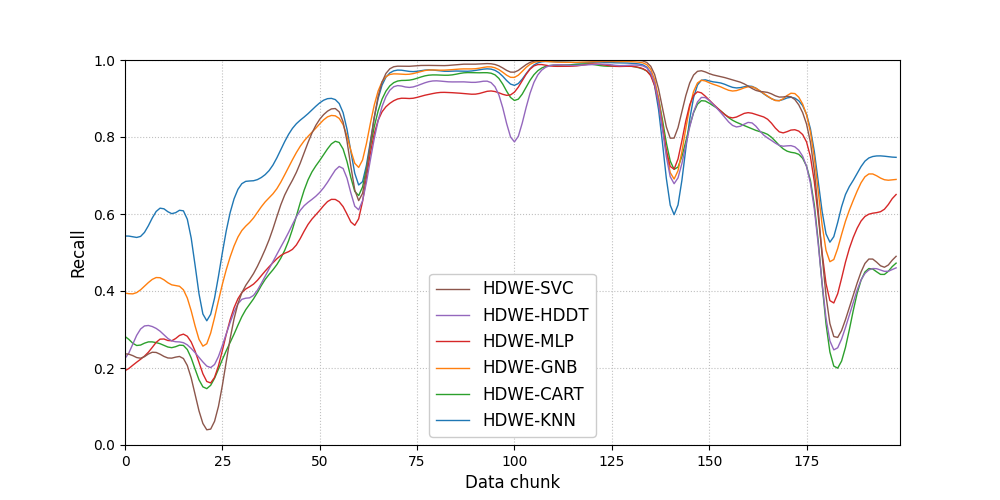 1.0
0.8
0.6
0.4
0.2
0.0
Recall
HDWE-SVC
HDWE-HDDT
HDWE-MLP
HDWE-GNB
HDWE-CART
HDWE-KNN
0 25 50 75 100 125 150 175
Data chunk